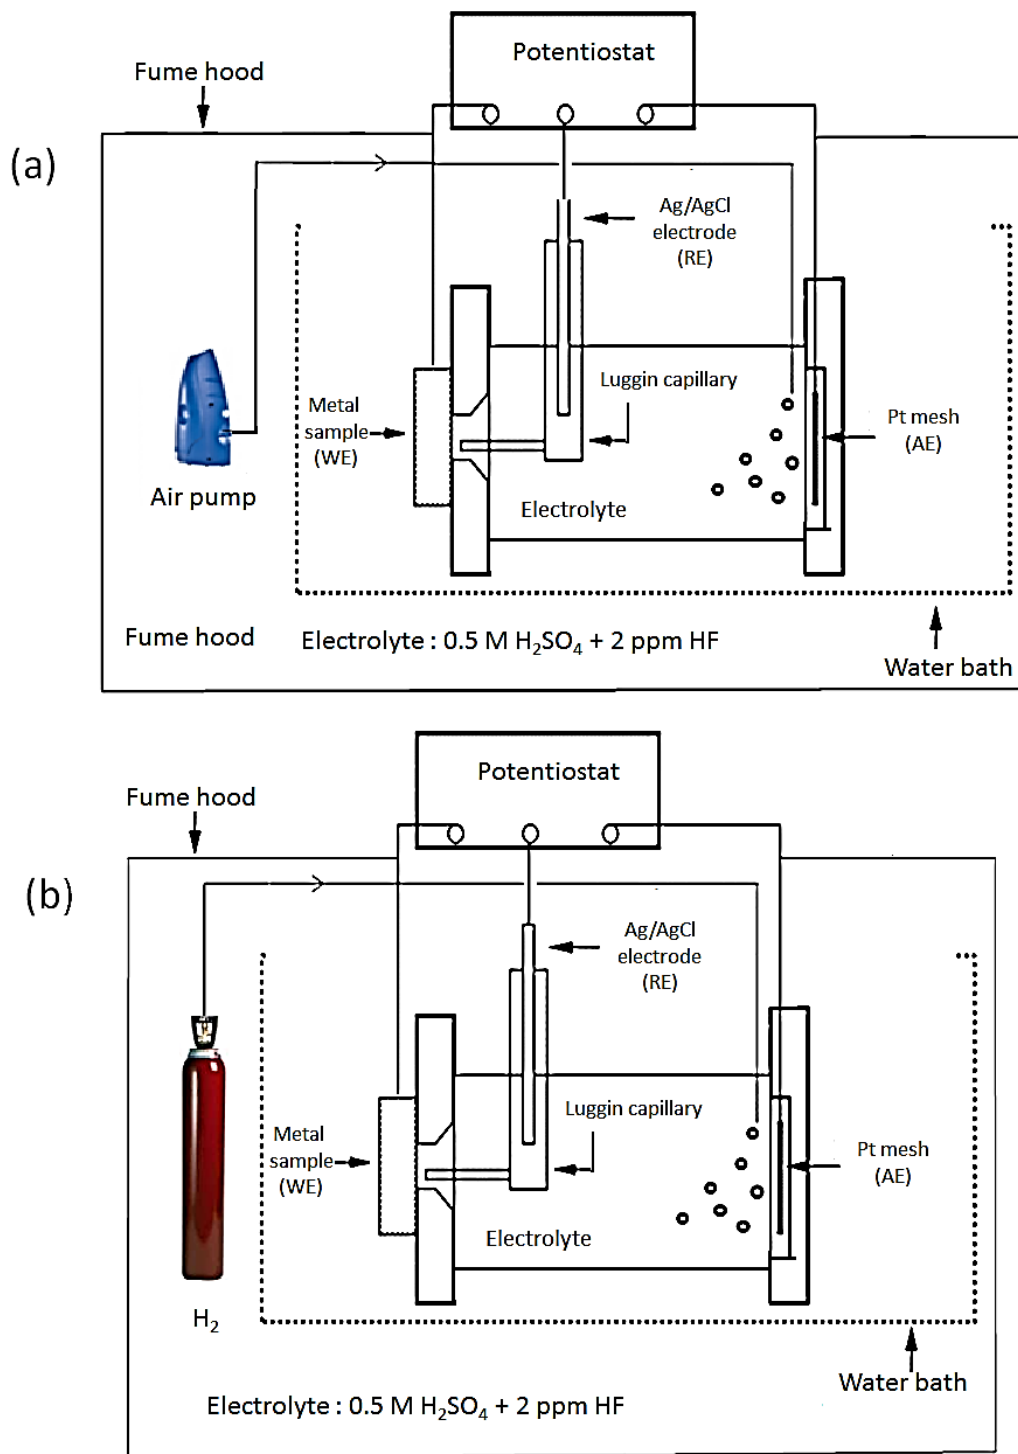 (a)
Fume hood
Potentiostat
Ag/AgCl
electrode
(RE)
Luggin capillary
Metal
sample
(WE)
Pt mesh
(AE)
Air pump
Electrolyte
Fume hood
Electrolyte : 0.5 M H₂SO₄ + 2 ppm HF
Water bath
(b)
Fume hood
Potentiostat
Ag/AgCl
electrode
(RE)
Luggin capillary
Metal
sample
(WE)
Pt mesh
(AE)
Electrolyte
H₂
Water bath
Electrolyte : 0.5 M H₂SO₄ + 2 ppm HF